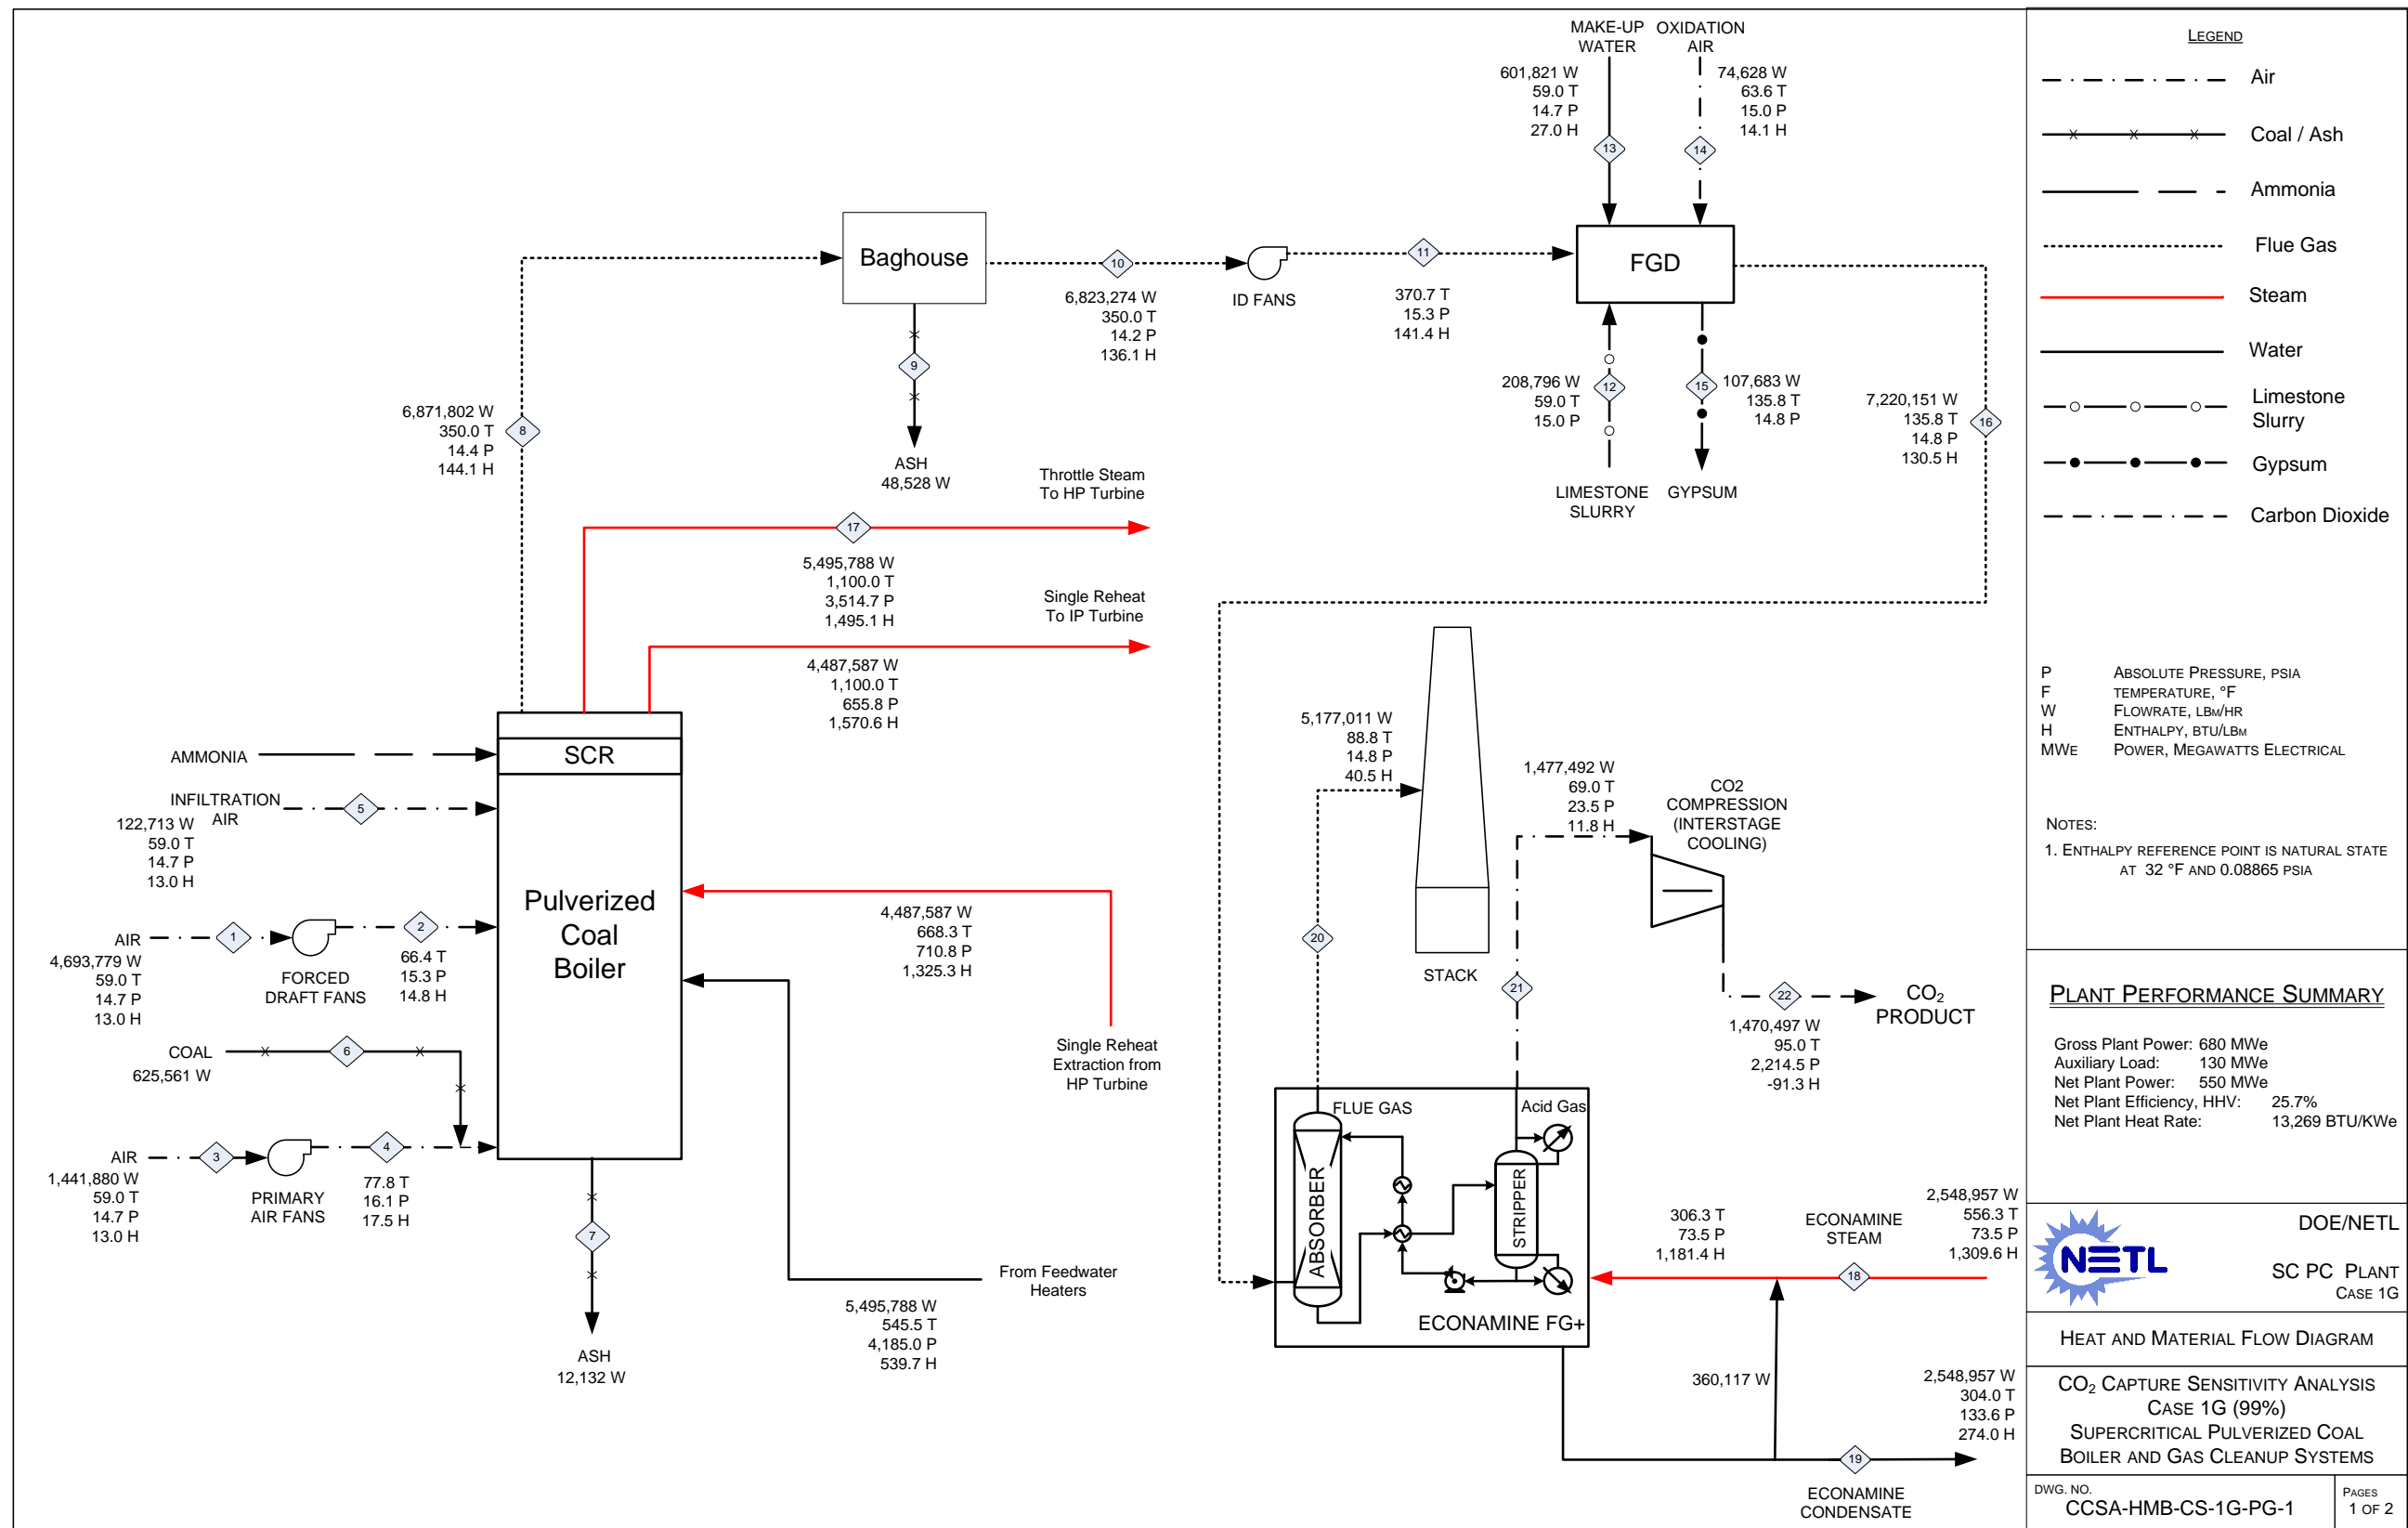 MAKE-UP
WATER
OXIDATION
AIR
601,821 W
59.0 T
14.7 P
27.0 H
74,628 W
63.6 T
15.0 P
14.1 H
13
14
Baghouse
10
6,823,274 W
350.0 T
14.2 P
136.1 H
ID FANS
11
370.7 T
15.3 P
141.4 H
FGD
9
ASH
48,528 W
208,796 W
59.0 T
15.0 P
12
LIMESTONE
SLURRY
15
107,683 W
135.8 T
14.8 P
GYPSUM
7,220,151 W
135.8 T
14.8 P
130.5 H
16
6,871,802 W
350.0 T
14.4 P
144.1 H
8
Throttle Steam
To HP Turbine
17
5,495,788 W
1,100.0 T
3,514.7 P
1,495.1 H
Single Reheat
To IP Turbine
4,487,587 W
1,100.0 T
655.8 P
1,570.6 H
AMMONIA
SCR
INFILTRATION
AIR
5
122,713 W
59.0 T
14.7 P
13.0 H
Pulverized
Coal
Boiler
AIR
1
4,693,779 W
59.0 T
14.7 P
13.0 H
FORCED
DRAFT FANS
2
66.4 T
15.3 P
14.8 H
COAL
6
625,561 W
AIR
3
1,441,880 W
59.0 T
14.7 P
13.0 H
PRIMARY
AIR FANS
4
77.8 T
16.1 P
17.5 H
7
ASH
12,132 W
4,487,587 W
668.3 T
710.8 P
1,325.3 H
Single Reheat
Extraction from
HP Turbine
From Feedwater
Heaters
5,495,788 W
545.5 T
4,185.0 P
539.7 H
5,177,011 W
88.8 T
14.8 P
40.5 H
20
STACK
1,477,492 W
69.0 T
23.5 P
11.8 H
21
CO2
COMPRESSION
(INTERSTAGE
COOLING)
22
CO₂
PRODUCT
1,470,497 W
95.0 T
2,214.5 P
-91.3 H
FLUE GAS
Acid Gas
ABSORBER
STRIPPER
ECONAMINE FG+
306.3 T
73.5 P
1,181.4 H
ECONAMINE
STEAM
2,548,957 W
556.3 T
73.5 P
1,309.6 H
18
360,117 W
2,548,957 W
304.0 T
133.6 P
274.0 H
19
ECONAMINE
CONDENSATE
LEGEND
Air
Coal / Ash
Ammonia
Flue Gas
Steam
Water
Limestone
Slurry
Gypsum
Carbon Dioxide
P ABSOLUTE PRESSURE, PSIA
F TEMPERATURE, °F
W FLOWRATE, LBM/HR
H ENTHALPY, BTU/LBM
MWE POWER, MEGAWATTS ELECTRICAL
NOTES:
1. ENTHALPY REFERENCE POINT IS NATURAL STATE
AT 32 °F AND 0.08865 PSIA
PLANT PERFORMANCE SUMMARY
Gross Plant Power: 680 MWe
Auxiliary Load: 130 MWe
Net Plant Power: 550 MWe
Net Plant Efficiency, HHV: 25.7%
Net Plant Heat Rate: 13,269 BTU/KWe
NETL
DOE/NETL
SC PC PLANT
CASE 1G
HEAT AND MATERIAL FLOW DIAGRAM
CO₂ CAPTURE SENSITIVITY ANALYSIS
CASE 1G (99%)
SUPERCRITICAL PULVERIZED COAL
BOILER AND GAS CLEANUP SYSTEMS
DWG. NO.
CCSA-HMB-CS-1G-PG-1
PAGES
1 OF 2